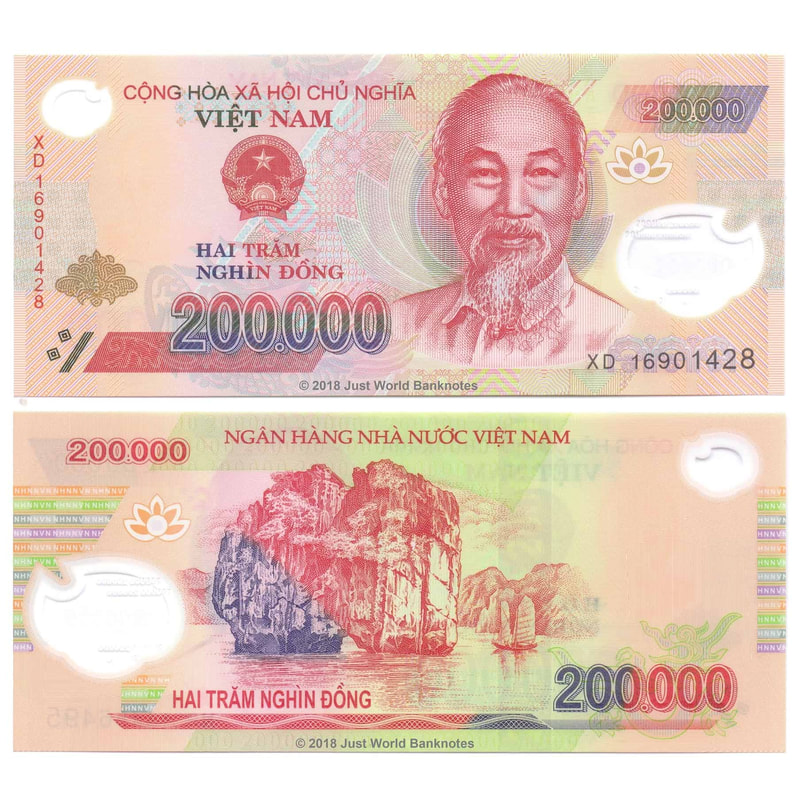 CỘNG HÒA XÃ HỘI CHỦ NGHĨA
VIỆT NAM
200.000
XD 16901428
VIỆT NAM
HAI TRĂM
NGHÌN ĐỒNG
200.000
XD 16901428
© 2018 Just World Banknotes
NGÂN HÀNG NHÀ NƯỚC VIỆT NAM
200.000
HAI TRĂM NGHÌN ĐỒNG
200.000
© 2018 Just World Banknotes